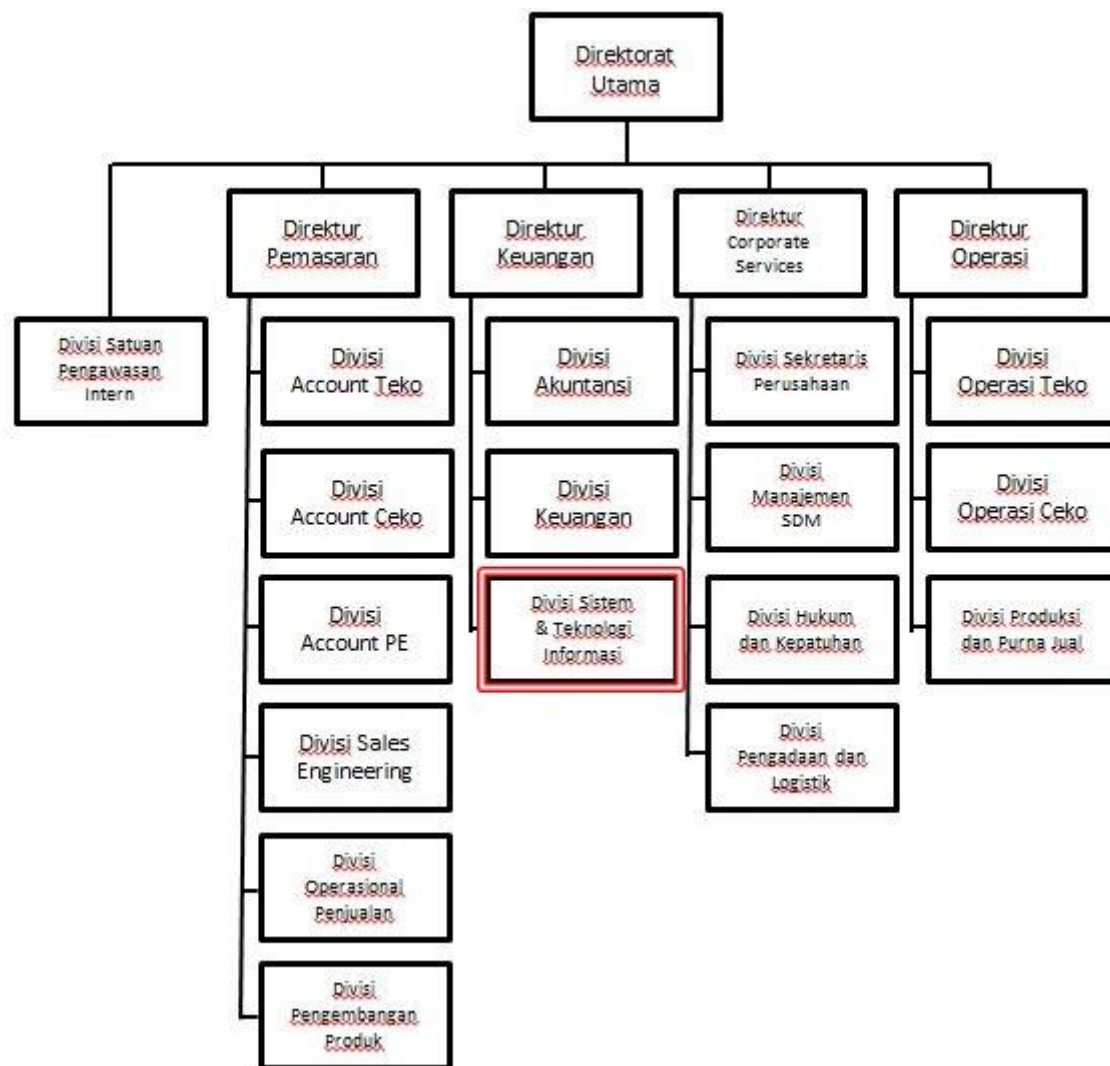 Direktorat
Utama
Direktur
Pemasaran
Direktur
Keuangan
Direktur
Corporate
Services
Direktur
Operasi
Divisi Satuan
Pengawasan
Intern
Divisi
Account Teko
Divisi
Akuntansi
Divisi Sekretaris
Perusahaan
Divisi
Operasi Teko
Divisi
Account Ceko
Divisi
Keuangan
Divisi
Manajemen
SDM
Divisi
Operasi Ceko
Divisi
Account PE
Divisi Sistem
& Teknologi
Informasi
Divisi Hukum
dan Kepatuhan
Divisi Produksi
dan Purna Jual
Divisi Sales
Engineering
Divisi
Pengadaan dan
Logistik
Divisi
Operasional
Penjualan
Divisi
Pengembangan
Produk